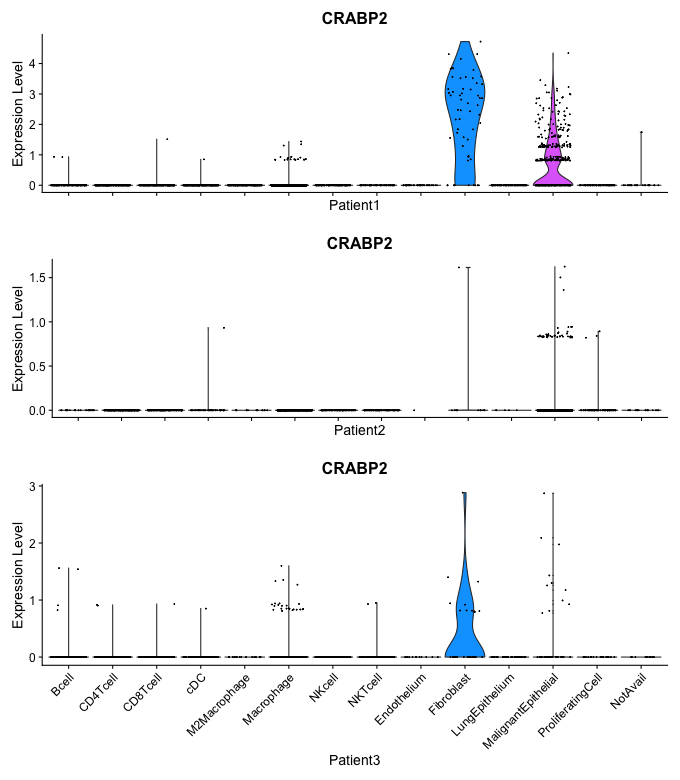 CRABP2
Expression Level
4
3
2
1
0
Patient1
CRABP2
Expression Level
1.5
1.0
0.5
0.0
Patient2
CRABP2
Expression Level
3
2
1
0
Bcell
CD4Tcell
CD8Tcell
cDC
M2Macrophage
Macrophage
NKcell
NKTcell
Endothelium
Fibroblast
LungEpithelium
MalignantEpithelial
ProliferatingCell
NotAvail
Patient3